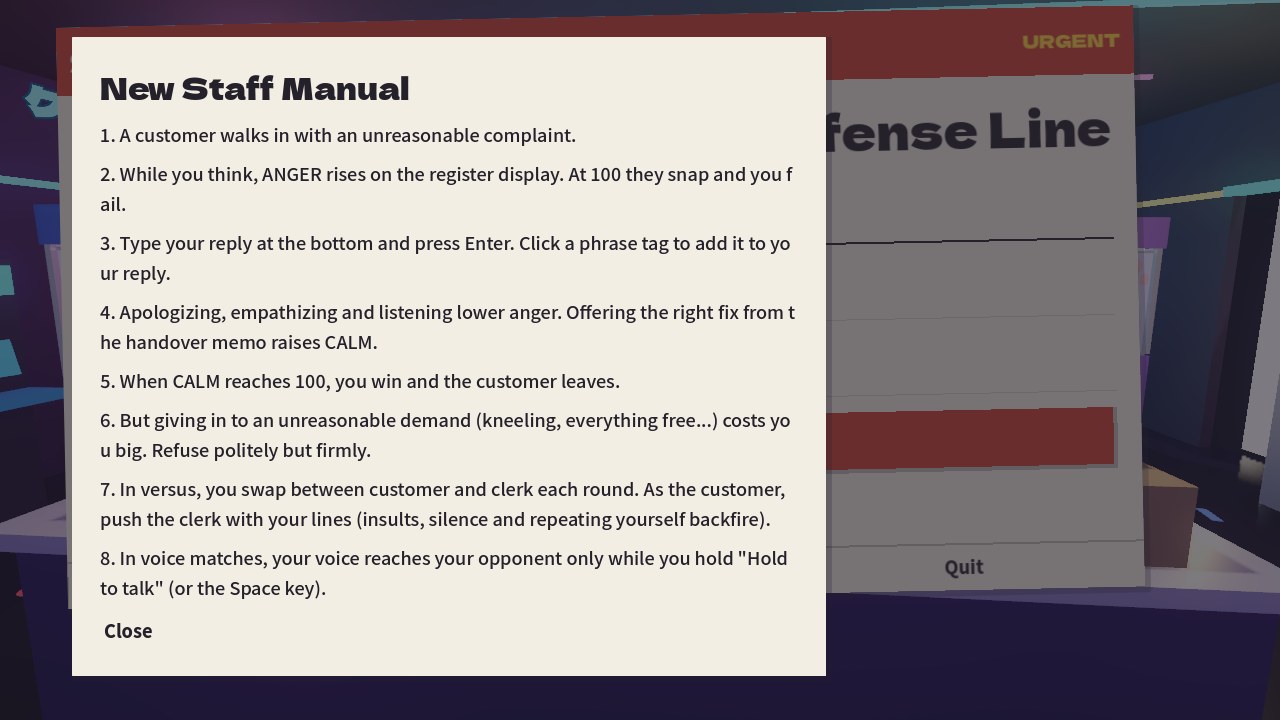 URGENT
New Staff Manual
fense Line
1. A customer walks in with an unreasonable complaint.
2. While you think, ANGER rises on the register display. At 100 they snap and you f
ail.
3. Type your reply at the bottom and press Enter. Click a phrase tag to add it to yo
ur reply.
4. Apologizing, empathizing and listening lower anger. Offering the right fix from t
he handover memo raises CALM.
5. When CALM reaches 100, you win and the customer leaves.
6. But giving in to an unreasonable demand (kneeling, everything free...) costs yo
u big. Refuse politely but firmly.
7. In versus, you swap between customer and clerk each round. As the customer,
push the clerk with your lines (insults, silence and repeating yourself backfire).
8. In voice matches, your voice reaches your opponent only while you hold "Hold
to talk" (or the Space key).
Quit
Close